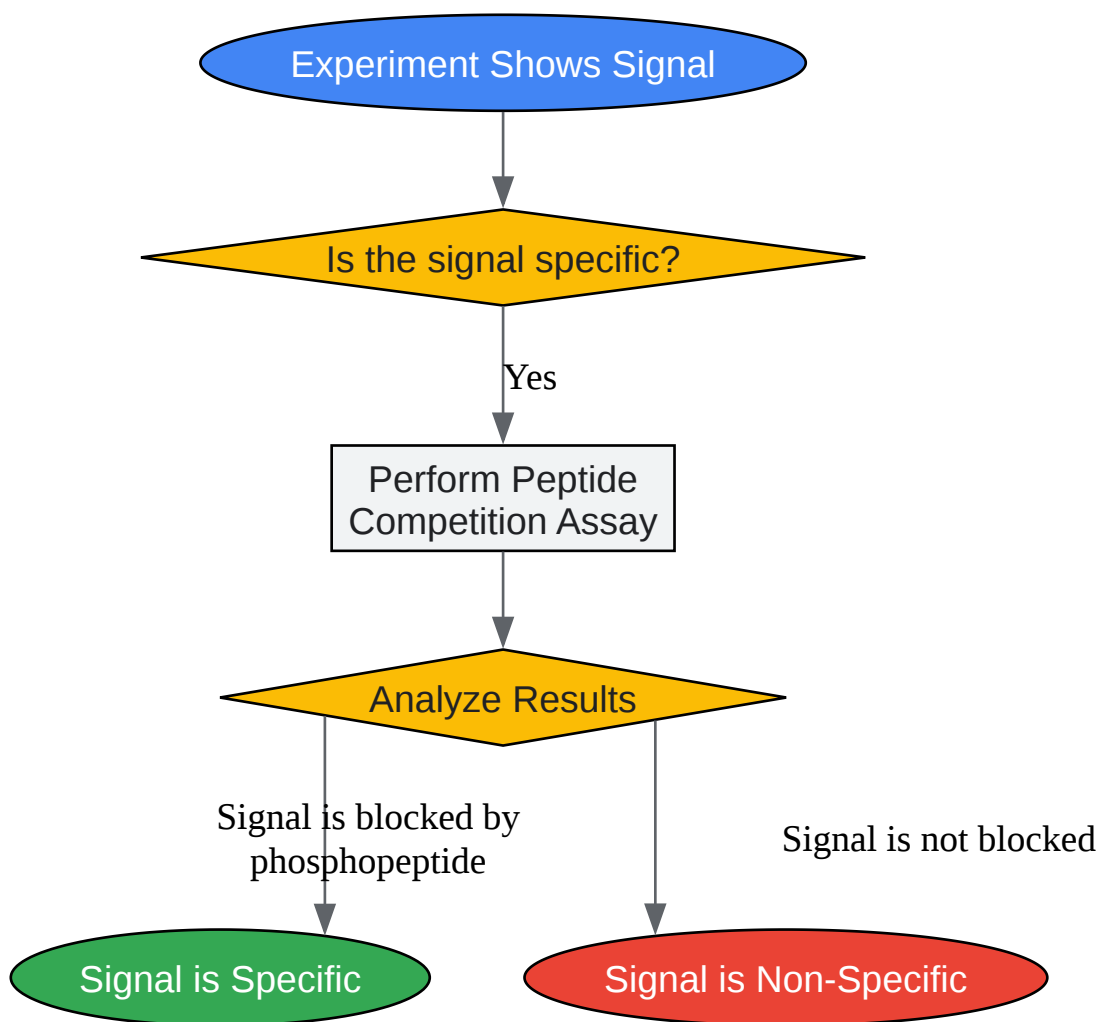 Experiment Shows Signal
Is the signal specific?
Yes
Perform Peptide
Competition Assay
Analyze Results
Signal is blocked by
phosphopeptide
Signal is not blocked
Signal is Specific
Signal is Non-Specific